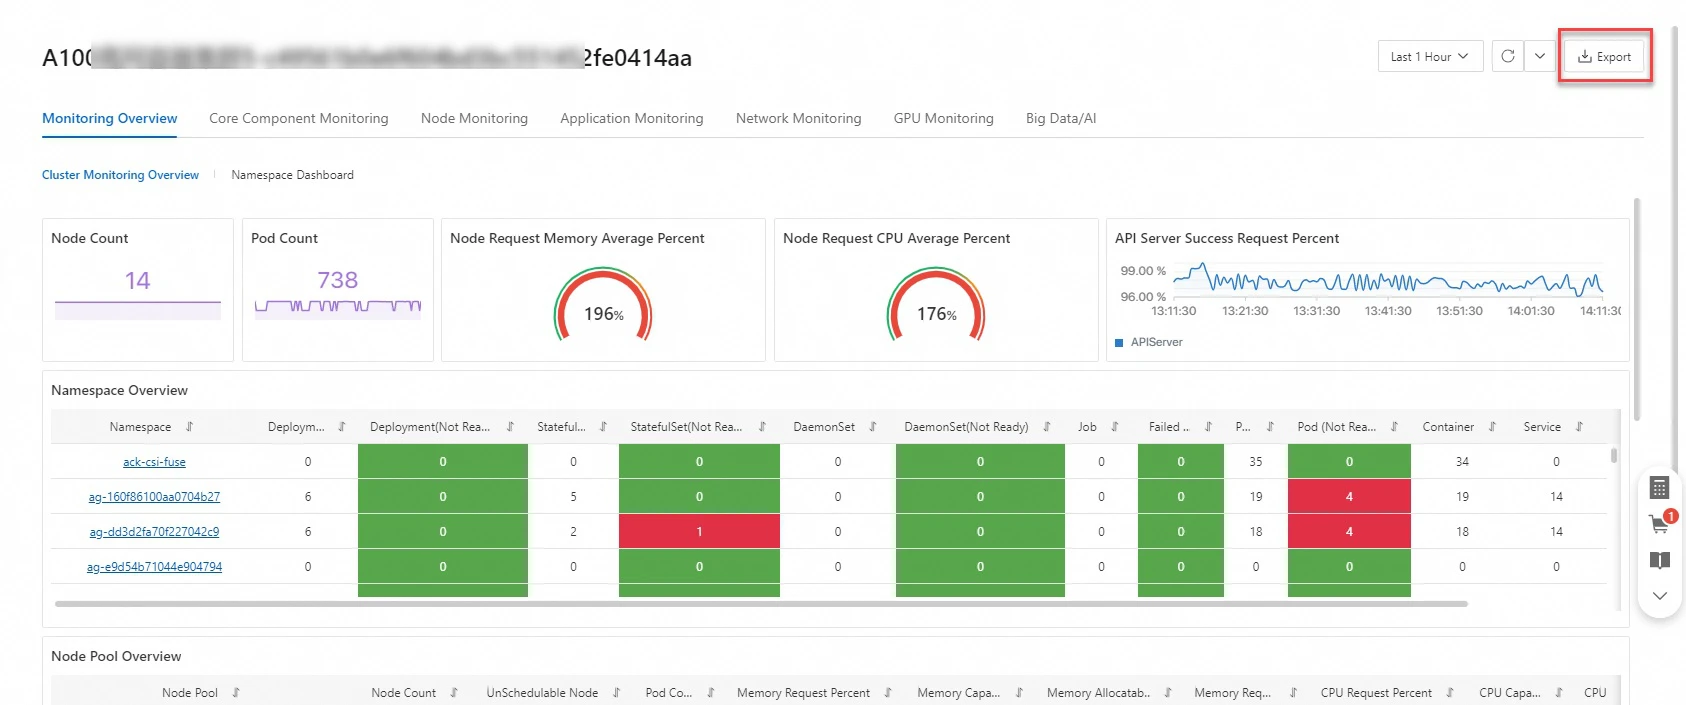 A100 2fe0414aa
Last 1 Hour
Export
Monitoring Overview Core Component Monitoring Node Monitoring Application Monitoring Network Monitoring GPU Monitoring Big Data/AI
Cluster Monitoring Overview Namespace Dashboard
Node Count
14
Pod Count
738
Node Request Memory Average Percent
196%
Node Request CPU Average Percent
176%
API Server Success Request Percent
99.00 %
96.00 %
13:11:30 13:21:30 13:31:30 13:41:30 13:51:30 14:01:30 14:11:30
APIServer
Namespace Overview
Namespace Deploym... Deployment(Not Rea... Stateful... StatefulSet(Not Rea... DaemonSet DaemonSet(Not Ready) Job Failed .. P... Pod (Not Rea... Container Service
ack-csi-fuse 0 0 0 0 0 0 0 0 35 0 34 0
ag-160f86100aa0704b27 6 0 5 0 0 0 0 0 19 4 19 14
ag-dd3d2fa70f227042c9 6 0 2 1 0 0 0 0 18 4 18 14
ag-e9d54b71044e904794 0 0 0 0 0 0 0 0 0 0 0 0
1
Node Pool Overview
Node Pool Node Count UnSchedulable Node Pod Co... Memory Request Percent Memory Capa... Memory Allocatab.. Memory Req... CPU Request Percent CPU Capa... CPU